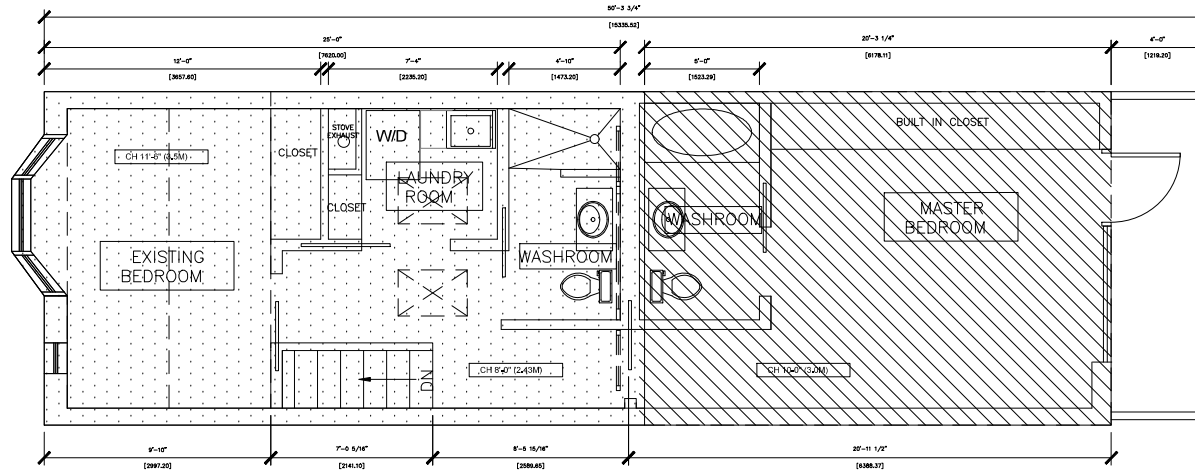 50'-3 3/4"
[15335.52]
25'-0"
[7620.00]
20'-3 1/4"
[6178.11]
4'-0"
[1219.20]
12'-0"
[3657.60]
7'-4"
[2235.20]
4'-10"
[1473.20]
5'-0"
[1523.29]
STOVE
EXHAUST
W/D
BUILT IN CLOSET
CH 11'-6" (3.5M)
CLOSET
LAUNDRY
ROOM
CLOSET
WASHROOM
MASTER
BEDROOM
EXISTING
BEDROOM
WASHROOM
DN
CH 8'-0" (2.43M)
CH 10'-0" (3.0M)
9'-10"
[2997.20]
7'-0 5/16"
[2141.10]
8'-5 15/16"
[2589.65]
20'-11 1/2"
[6388.37]